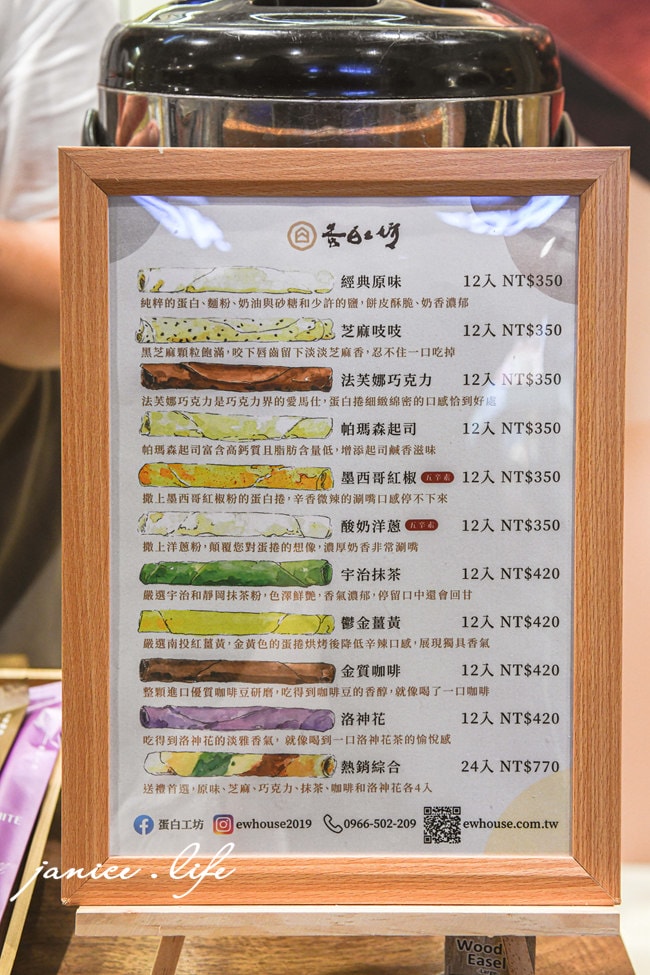 蛋白工坊
經典原味 12入 NT$350
純粹的蛋白、麵粉、奶油與砂糖和少許的鹽，餅皮酥脆、奶香濃郁
芝麻吱吱 12入 NT$350
黑芝麻顆粒飽滿，咬下唇齒留下淡淡芝麻香，忍不住一口吃掉
法芙娜巧克力 12入 NT$350
法芙娜巧克力是巧克力界的愛馬仕，蛋白捲細緻綿密的口感恰到好處
帕瑪森起司 12入 NT$350
帕瑪森起司富含高鈣質且脂肪含量低，增添起司鹹香滋味
墨西哥紅椒 五辛素 12入 NT$350
撒上墨西哥紅椒粉的蛋白捲，辛香微辣的涮嘴口感停不下來
酸奶洋蔥 五辛素 12入 NT$350
撒上洋蔥粉，顛覆您對蛋捲的想像，濃厚奶香非常涮嘴
宇治抹茶 12入 NT$420
嚴選宇治和靜岡抹茶粉，色澤鮮艷，香氣濃郁，停留口中還會回甘
鬱金薑黃 12入 NT$420
嚴選南投紅薑黃，金黃色的蛋捲烘烤後降低辛辣口感，展現獨具香氣
金質咖啡 12入 NT$420
整顆進口優質咖啡豆研磨，吃得到咖啡豆的香醇，就像喝了一口咖啡
洛神花 12入 NT$420
吃得到洛神花的淡雅香氣，就像喝到一口洛神花茶的愉悅感
熱銷綜合 24入 NT$770
送禮首選，原味、芝麻、巧克力、抹茶、咖啡和洛神花各4入
蛋白工坊 ewhouse2019 0966-502-209 ewhouse.com.tw
janice.life
Wood
Easel